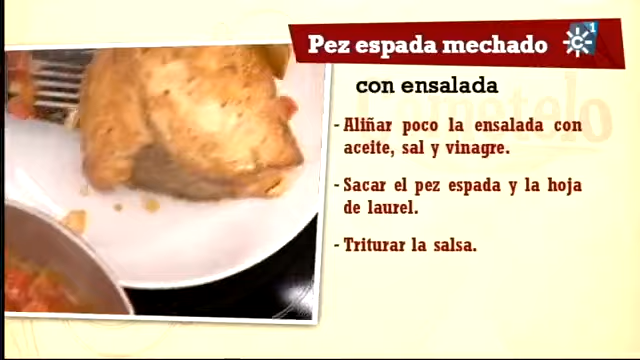 1
Pez espada mechado
con ensalada
- Aliñar poco la ensalada con
aceite, sal y vinagre.
- Sacar el pez espada y la hoja
de laurel.
- Triturar la salsa.